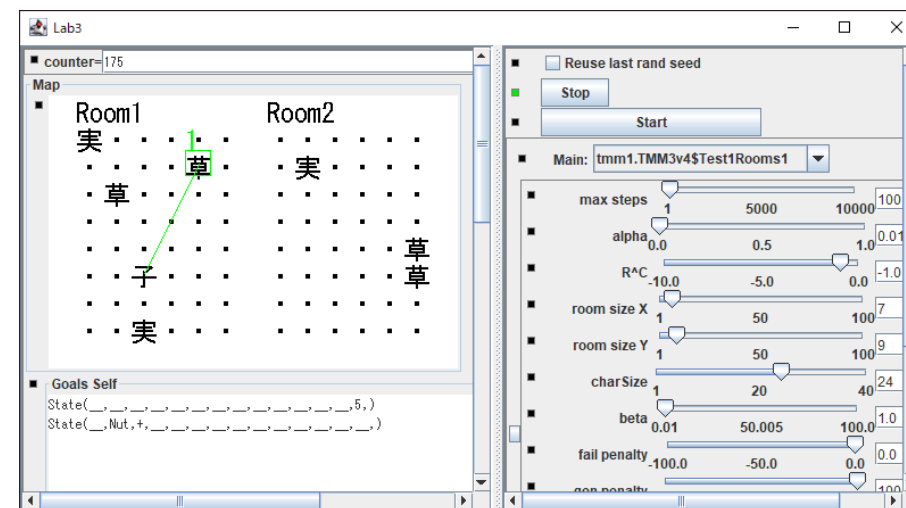 Lab3
counter=175
Map
Room1 Room2
実 1
草 実
草
草
子 草
実
Goals Self
State(__,__,__,__,__,__,__,__,__,__,__,__,__,__,5,)
State(__,Nut,+,__,__,__,__,__,__,__,__,__,__,__,__,)
Reuse last rand seed
Stop
Start
Main: tmm1.TMM3v4$Test1Rooms1
max steps 1 5000 10000 100
alpha 0.0 0.5 1.0 0.01
R^C -10.0 -5.0 0.0 -1.0
room size X 1 50 100 7
room size Y 1 50 100 9
charSize 1 20 40 24
beta 0.01 50.005 100.0 1.0
fail penalty -100.0 -50.0 0.0 0.0
gen penalty 100